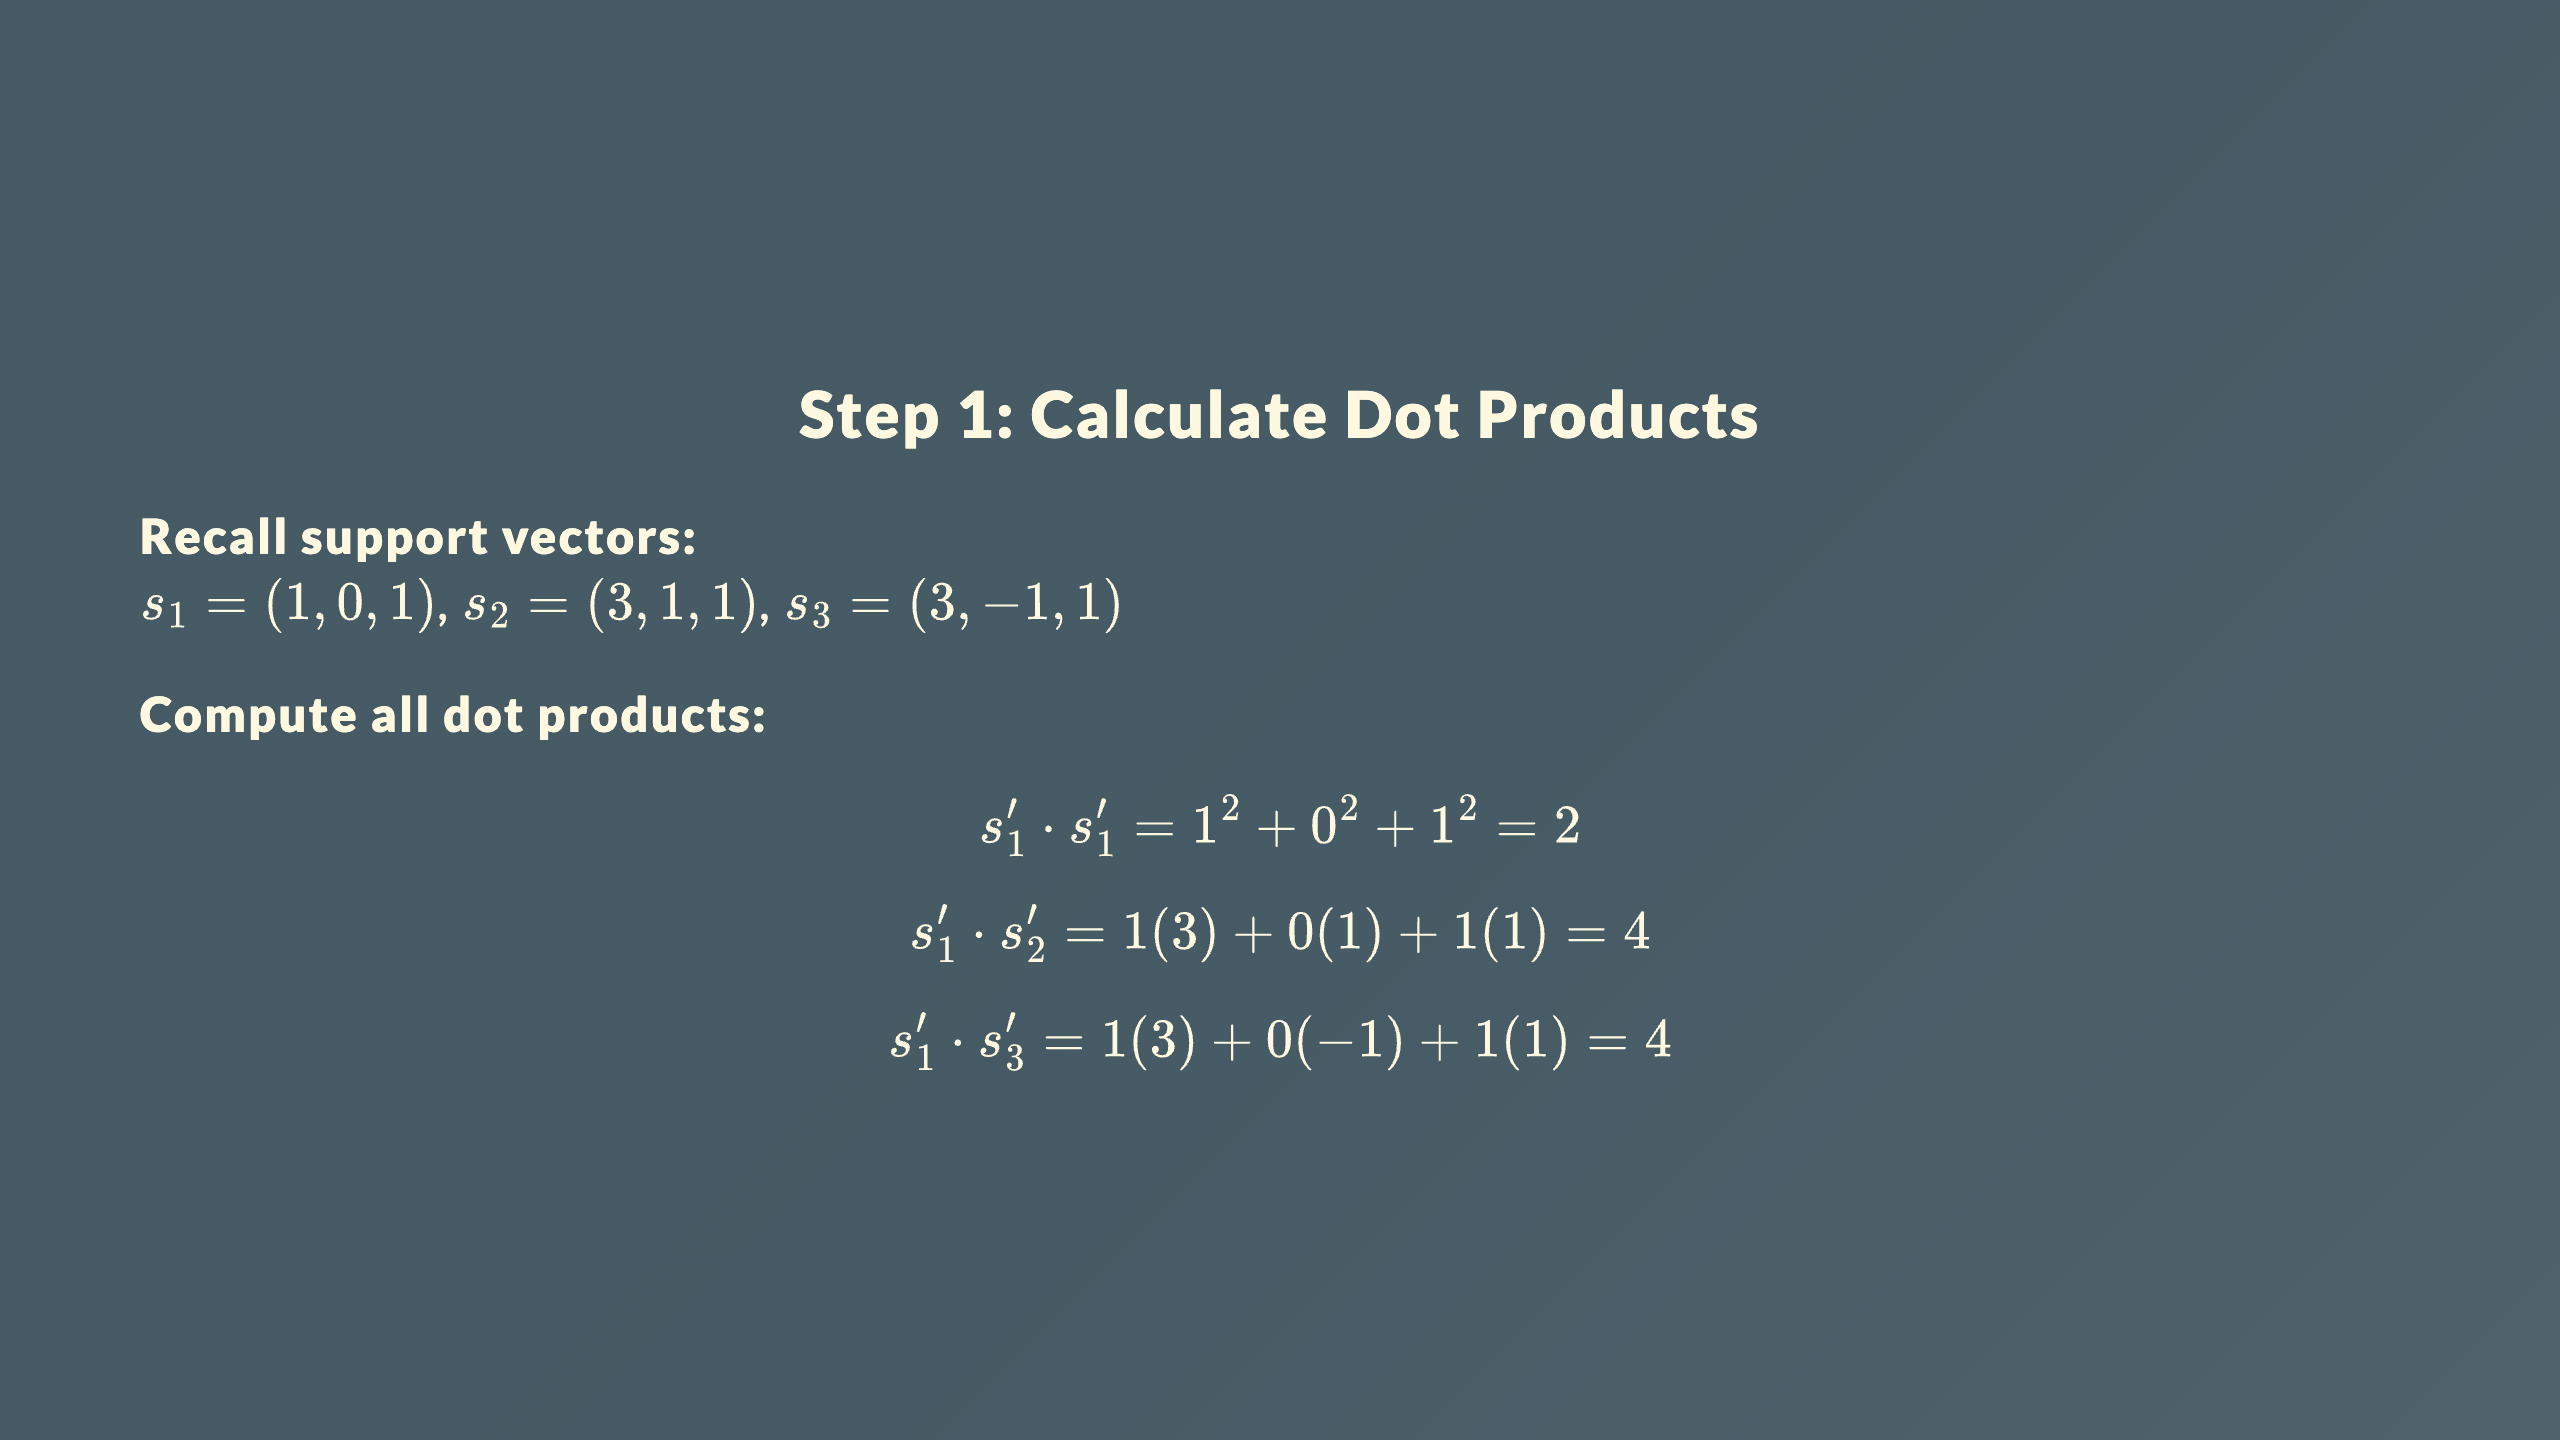 Step 1: Calculate Dot Products
Recall support vectors:
s₁ = (1, 0, 1), s₂ = (3, 1, 1), s₃ = (3, −1, 1)
Compute all dot products:
s′₁ · s′₁ = 1² + 0² + 1² = 2
s′₁ · s′₂ = 1(3) + 0(1) + 1(1) = 4
s′₁ · s′₃ = 1(3) + 0(−1) + 1(1) = 4